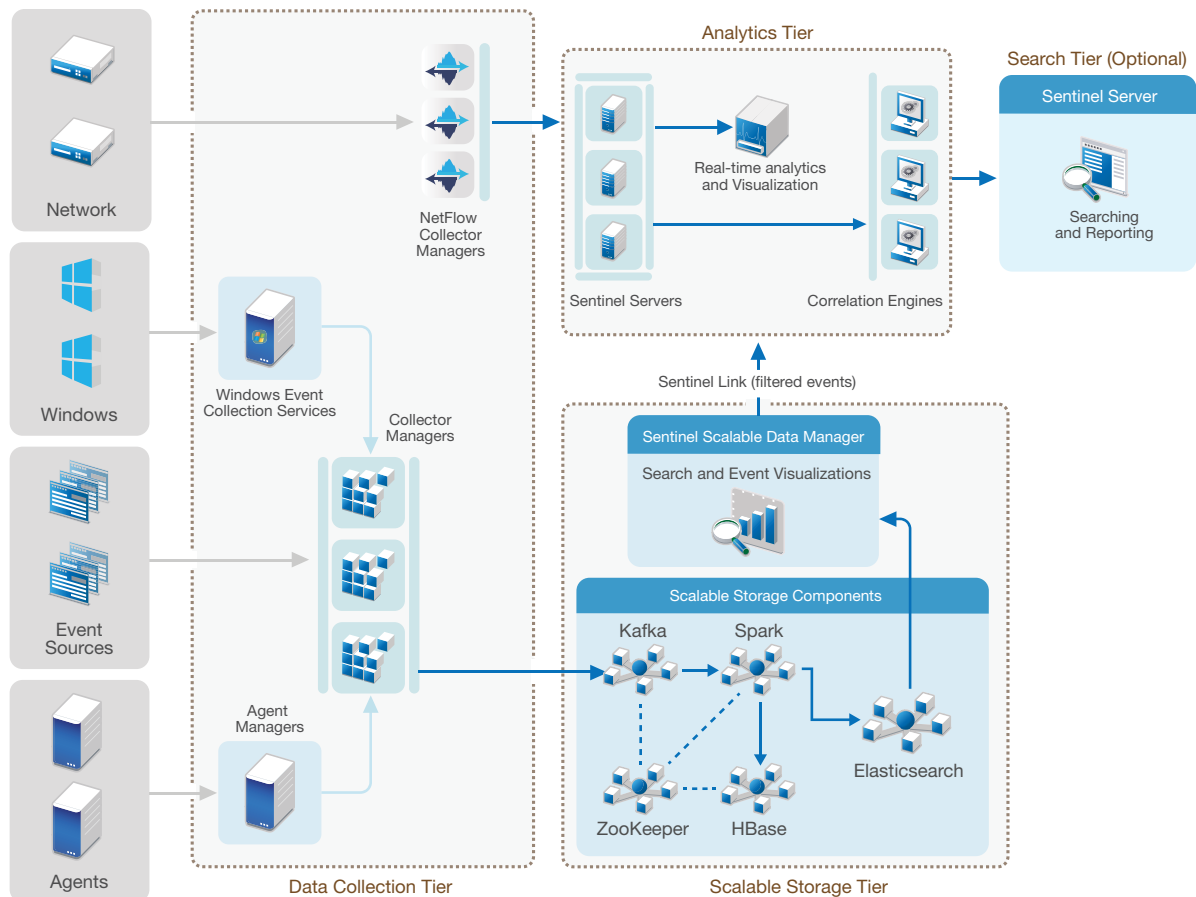 Network
Windows
Event
Sources
Agents
NetFlow
Collector
Managers
Windows Event
Collection Services
Collector
Managers
Agent
Managers
Data Collection Tier
Analytics Tier
Real-time analytics
and Visualization
Sentinel Servers
Correlation Engines
Search Tier (Optional)
Sentinel Server
Searching
and Reporting
Sentinel Link (filtered events)
Sentinel Scalable Data Manager
Search and Event Visualizations
Scalable Storage Components
Kafka
Spark
Elasticsearch
ZooKeeper
HBase
Scalable Storage Tier